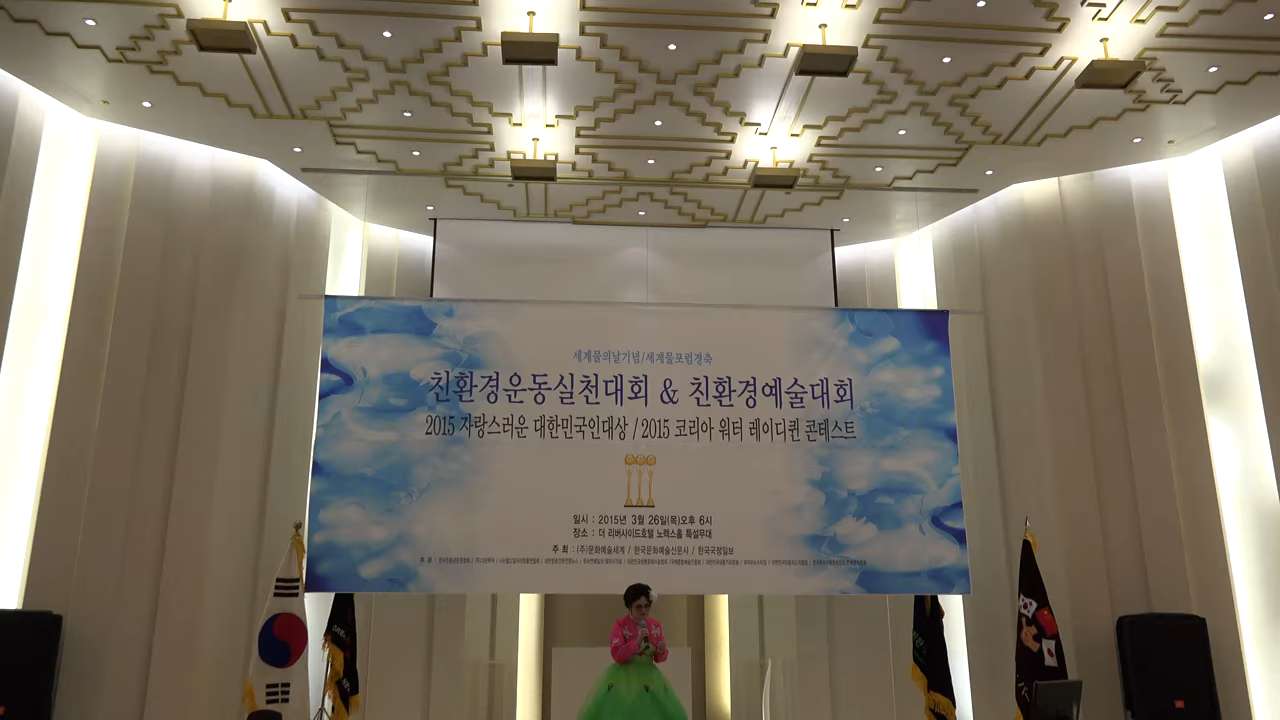 세계물의날기념/세계물포럼경축
친환경운동실천대회 & 친환경예술대회
2015 자랑스러운 대한민국인대상 / 2015 코리아 워터 레이디퀸 콘테스트
일시 : 2015년 3월 26일(목)오후 6시
장소 : 더 리버사이드호텔 노벨스홀 특설무대
주최 : (주)문화예술세계 / 한국문화예술신문사 / 한국국정일보